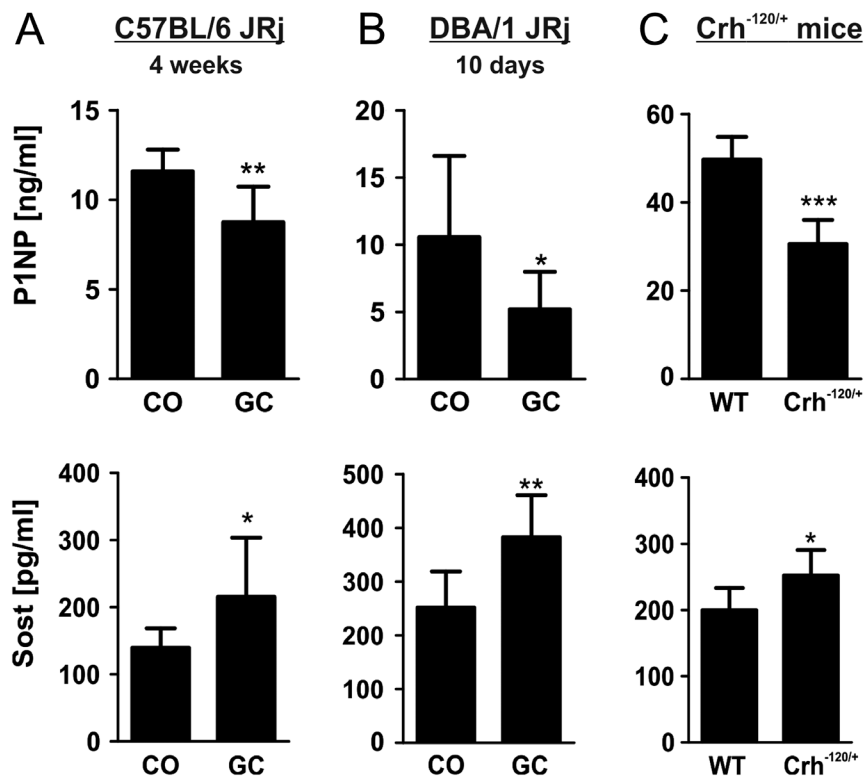 A C57BL/6 JRj
4 weeks
B DBA/1 JRj
10 days
C Crh-120/+ mice
P1NP [ng/ml]
15
10
5
0
**
CO GC
20
15
10
5
0
*
CO GC
60
40
20
0
***
WT Crh-120/+
Sost [pg/ml]
400
300
200
100
0
*
CO GC
500
400
300
200
100
0
**
CO GC
400
300
200
100
0
*
WT Crh-120/+